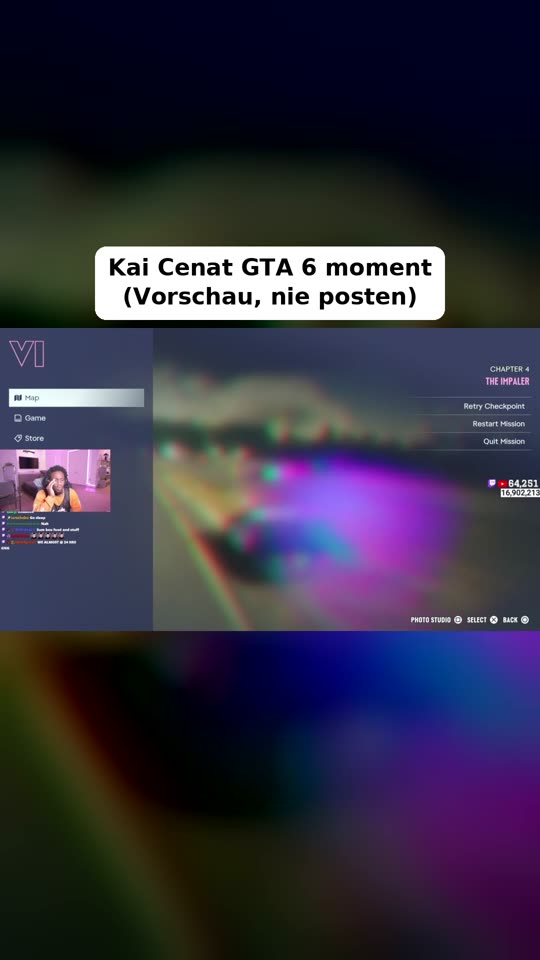 Kai Cenat GTA 6 moment
(Vorschau, nie posten)
VI
CHAPTER 4
THE IMPALER
Map
Retry Checkpoint
Game
Restart Mission
Store
Quit Mission
64,251
16,902,213
PHOTO STUDIO SELECT BACK